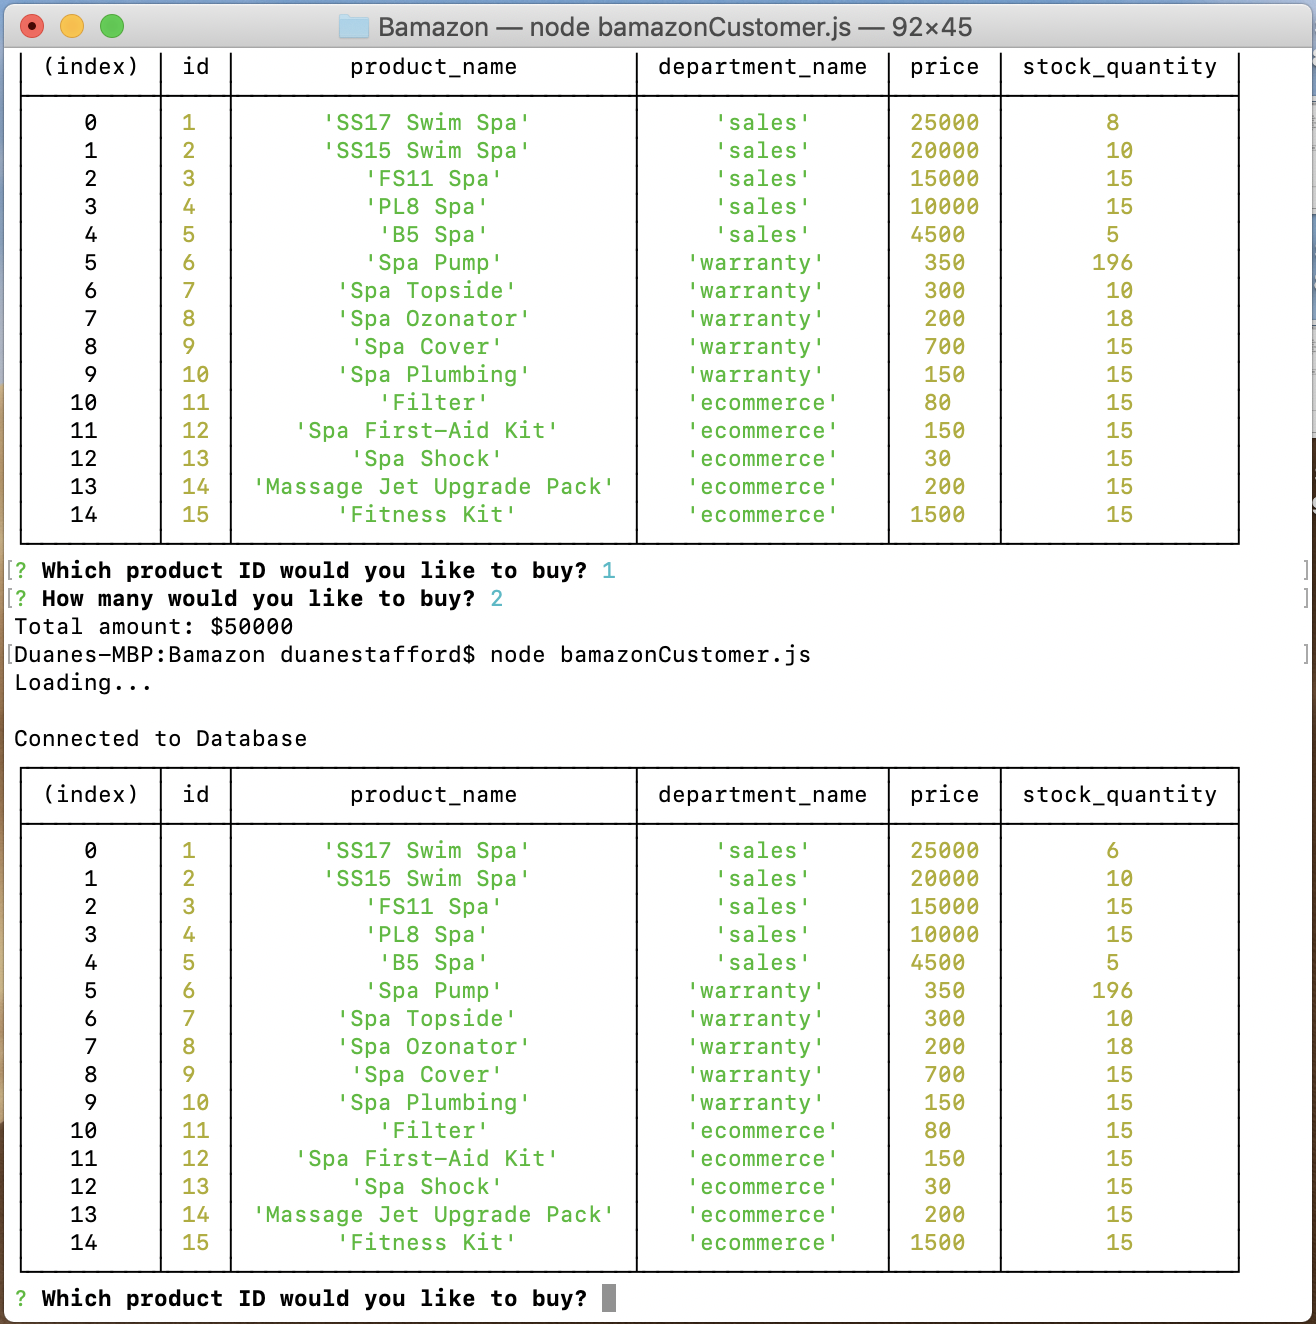 Bamazon — node bamazonCustomer.js — 92×45
(index) id product_name department_name price stock_quantity
0 1 'SS17 Swim Spa' 'sales' 25000 8
1 2 'SS15 Swim Spa' 'sales' 20000 10
2 3 'FS11 Spa' 'sales' 15000 15
3 4 'PL8 Spa' 'sales' 10000 15
4 5 'B5 Spa' 'sales' 4500 5
5 6 'Spa Pump' 'warranty' 350 196
6 7 'Spa Topside' 'warranty' 300 10
7 8 'Spa Ozonator' 'warranty' 200 18
8 9 'Spa Cover' 'warranty' 700 15
9 10 'Spa Plumbing' 'warranty' 150 15
10 11 'Filter' 'ecommerce' 80 15
11 12 'Spa First-Aid Kit' 'ecommerce' 150 15
12 13 'Spa Shock' 'ecommerce' 30 15
13 14 'Massage Jet Upgrade Pack' 'ecommerce' 200 15
14 15 'Fitness Kit' 'ecommerce' 1500 15
[? Which product ID would you like to buy? 1 ]
[? How many would you like to buy? 2 ]
Total amount: $50000
[Duanes-MBP:Bamazon duanestafford$ node bamazonCustomer.js ]
Loading...
Connected to Database
(index) id product_name department_name price stock_quantity
0 1 'SS17 Swim Spa' 'sales' 25000 6
1 2 'SS15 Swim Spa' 'sales' 20000 10
2 3 'FS11 Spa' 'sales' 15000 15
3 4 'PL8 Spa' 'sales' 10000 15
4 5 'B5 Spa' 'sales' 4500 5
5 6 'Spa Pump' 'warranty' 350 196
6 7 'Spa Topside' 'warranty' 300 10
7 8 'Spa Ozonator' 'warranty' 200 18
8 9 'Spa Cover' 'warranty' 700 15
9 10 'Spa Plumbing' 'warranty' 150 15
10 11 'Filter' 'ecommerce' 80 15
11 12 'Spa First-Aid Kit' 'ecommerce' 150 15
12 13 'Spa Shock' 'ecommerce' 30 15
13 14 'Massage Jet Upgrade Pack' 'ecommerce' 200 15
14 15 'Fitness Kit' 'ecommerce' 1500 15
? Which product ID would you like to buy?